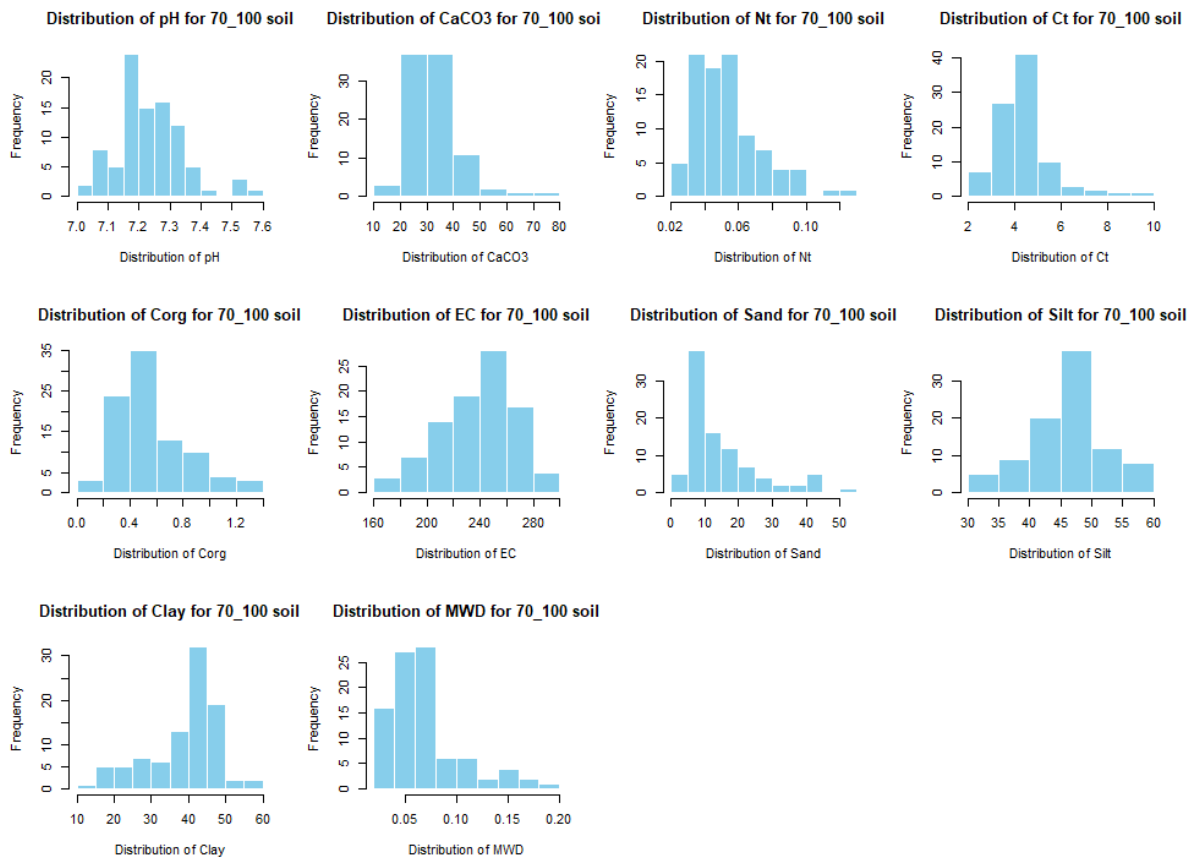 Distribution of pH for 70_100 soil
Frequency
0 5 10 15 20
7.0 7.1 7.2 7.3 7.4 7.5 7.6
Distribution of pH
Distribution of CaCO3 for 70_100 soi
Frequency
0 10 20 30
10 20 30 40 50 60 70 80
Distribution of CaCO3
Distribution of Nt for 70_100 soil
Frequency
0 5 10 15 20
0.02 0.06 0.10
Distribution of Nt
Distribution of Ct for 70_100 soil
Frequency
0 10 20 30 40
2 4 6 8 10
Distribution of Ct
Distribution of Corg for 70_100 soil
Frequency
0 5 15 25 35
0.0 0.4 0.8 1.2
Distribution of Corg
Distribution of EC for 70_100 soil
Frequency
0 5 10 15 20 25
160 200 240 280
Distribution of EC
Distribution of Sand for 70_100 soil
Frequency
0 10 20 30
0 10 20 30 40 50
Distribution of Sand
Distribution of Silt for 70_100 soil
Frequency
0 10 20 30
30 35 40 45 50 55 60
Distribution of Silt
Distribution of Clay for 70_100 soil
Frequency
0 5 10 20 30
10 20 30 40 50 60
Distribution of Clay
Distribution of MWD for 70_100 soil
Frequency
0 5 10 15 20 25
0.05 0.10 0.15 0.20
Distribution of MWD